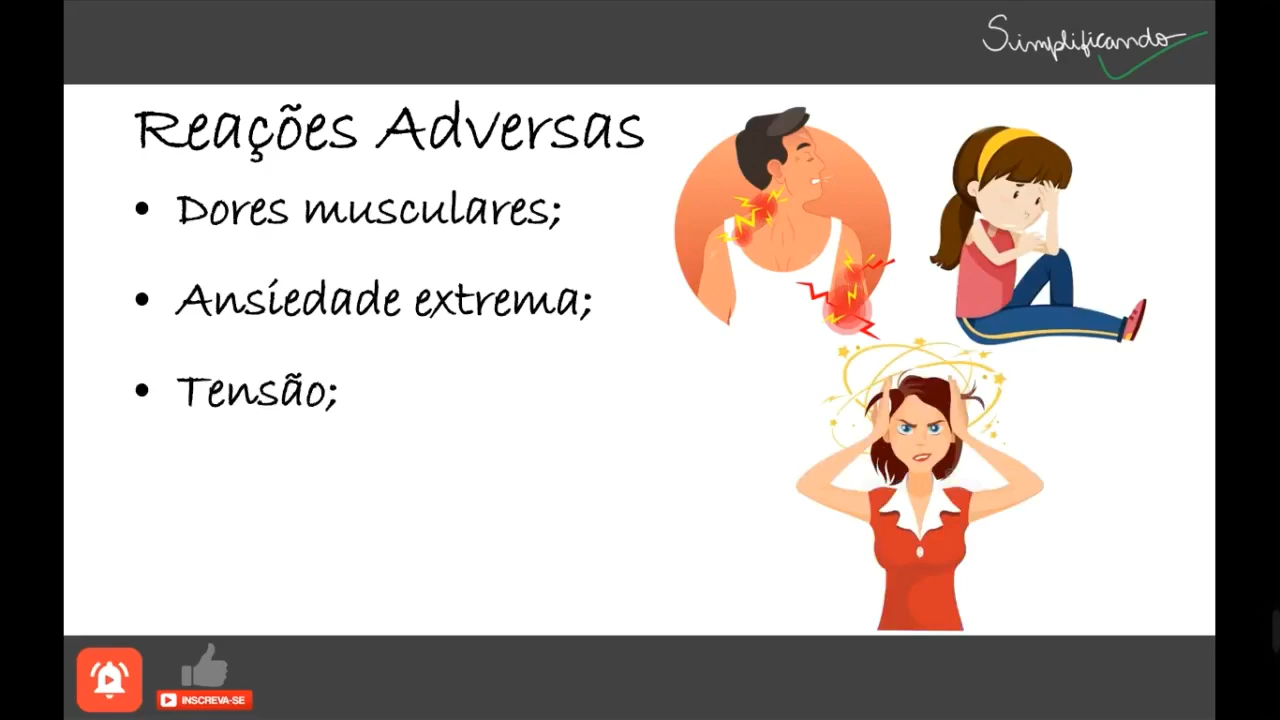 Simplificando
Reações Adversas
• Dores musculares;
• Ansiedade extrema;
• Tensão;
INSCREVA-SE